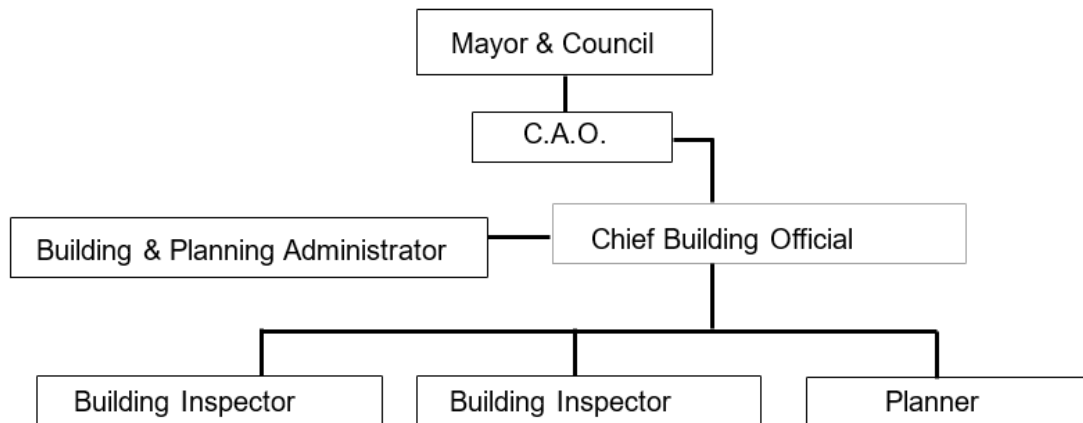 Mayor & Council
C.A.O.
Building & Planning Administrator
Chief Building Official
Building Inspector
Building Inspector
Planner